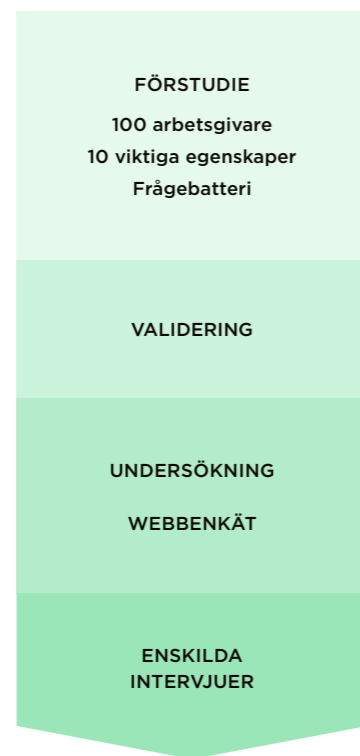 FÖRSTUDIE
100 arbetsgivare
10 viktiga egenskaper
Frågebatteri
VALIDERING
UNDERSÖKNING
WEBBENKÄT
ENSKILDA
INTERVJUER